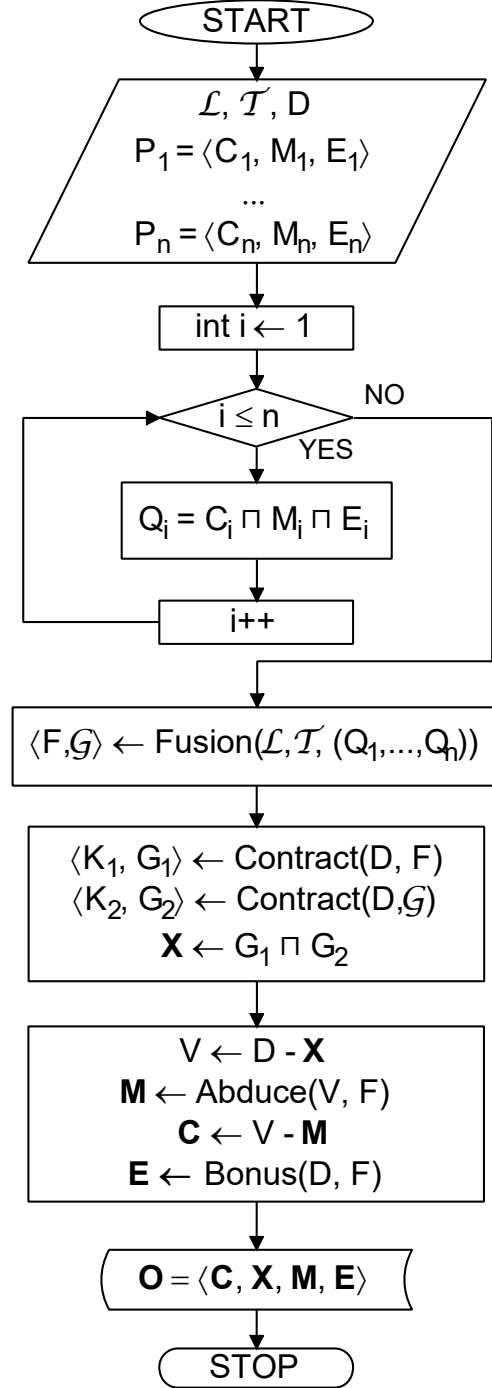 START
ℒ, 𝒯, D
P₁ = ⟨C₁, M₁, E₁⟩
...
Pₙ = ⟨Cₙ, Mₙ, Eₙ⟩
int i ← 1
i ≤ n
NO
YES
Qᵢ = Cᵢ ⊓ Mᵢ ⊓ Eᵢ
i++
⟨F,𝒢⟩ ← Fusion(ℒ,𝒯, (Q₁,...,Qₙ))
⟨K₁, G₁⟩ ← Contract(D, F)
⟨K₂, G₂⟩ ← Contract(D,𝒢)
X ← G₁ ⊓ G₂
V ← D - X
M ← Abduce(V, F)
C ← V - M
E ← Bonus(D, F)
O = ⟨C, X, M, E⟩
STOP